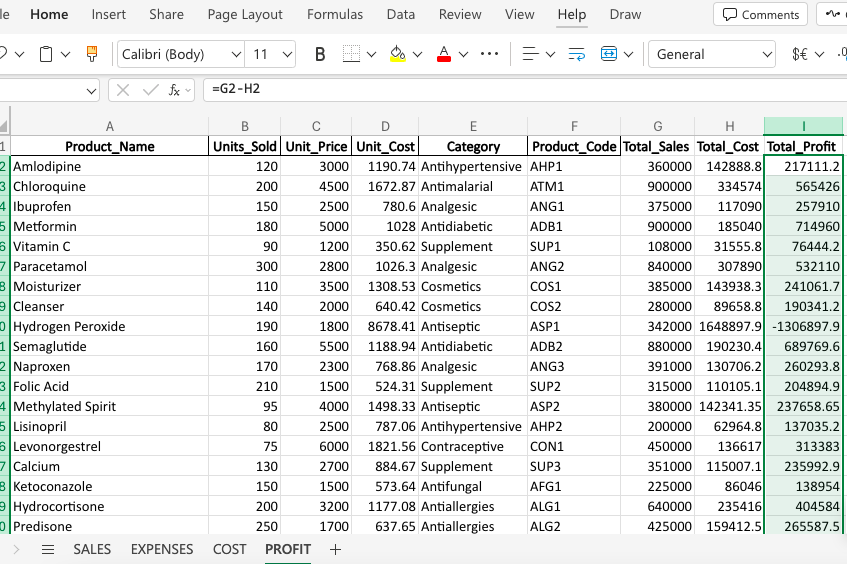 Home Insert Share Page Layout Formulas Data Review View Help Draw Comments
Calibri (Body) 11 B A General $€
fx =G2-H2
A B C D E F G H I
1 Product_Name Units_Sold Unit_Price Unit_Cost Category Product_Code Total_Sales Total_Cost Total_Profit
2 Amlodipine 120 3000 1190.74 Antihypertensive AHP1 360000 142888.8 217111.2
3 Chloroquine 200 4500 1672.87 Antimalarial ATM1 900000 334574 565426
4 Ibuprofen 150 2500 780.6 Analgesic ANG1 375000 117090 257910
5 Metformin 180 5000 1028 Antidiabetic ADB1 900000 185040 714960
6 Vitamin C 90 1200 350.62 Supplement SUP1 108000 31555.8 76444.2
7 Paracetamol 300 2800 1026.3 Analgesic ANG2 840000 307890 532110
8 Moisturizer 110 3500 1308.53 Cosmetics COS1 385000 143938.3 241061.7
9 Cleanser 140 2000 640.42 Cosmetics COS2 280000 89658.8 190341.2
0 Hydrogen Peroxide 190 1800 8678.41 Antiseptic ASP1 342000 1648897.9 -1306897.9
1 Semaglutide 160 5500 1188.94 Antidiabetic ADB2 880000 190230.4 689769.6
2 Naproxen 170 2300 768.86 Analgesic ANG3 391000 130706.2 260293.8
3 Folic Acid 210 1500 524.31 Supplement SUP2 315000 110105.1 204894.9
4 Methylated Spirit 95 4000 1498.33 Antiseptic ASP2 380000 142341.35 237658.65
5 Lisinopril 80 2500 787.06 Antihypertensive AHP2 200000 62964.8 137035.2
6 Levonorgestrel 75 6000 1821.56 Contraceptive CON1 450000 136617 313383
7 Calcium 130 2700 884.67 Supplement SUP3 351000 115007.1 235992.9
8 Ketoconazole 150 1500 573.64 Antifungal AFG1 225000 86046 138954
9 Hydrocortisone 200 3200 1177.08 Antiallergies ALG1 640000 235416 404584
0 Predisone 250 1700 637.65 Antiallergies ALG2 425000 159412.5 265587.5
SALES EXPENSES COST PROFIT